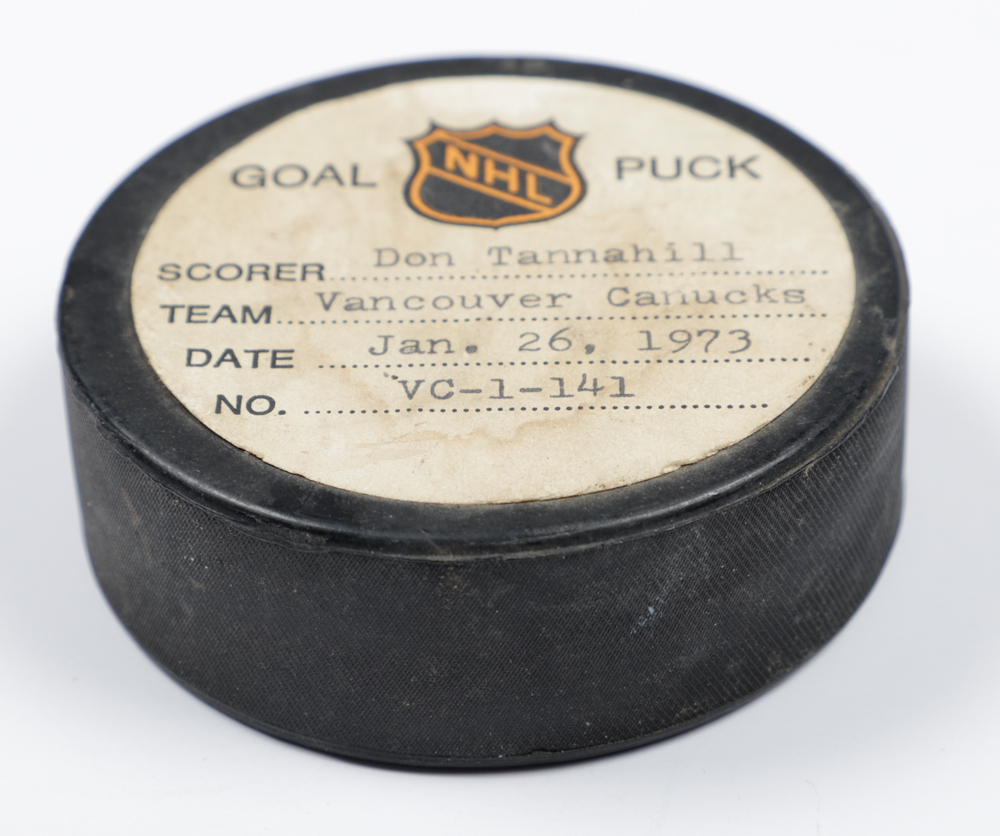 GOAL NHL PUCK
SCORER Don Tannahill
TEAM Vancouver Canucks
DATE Jan. 26, 1973
NO. VC-1-141